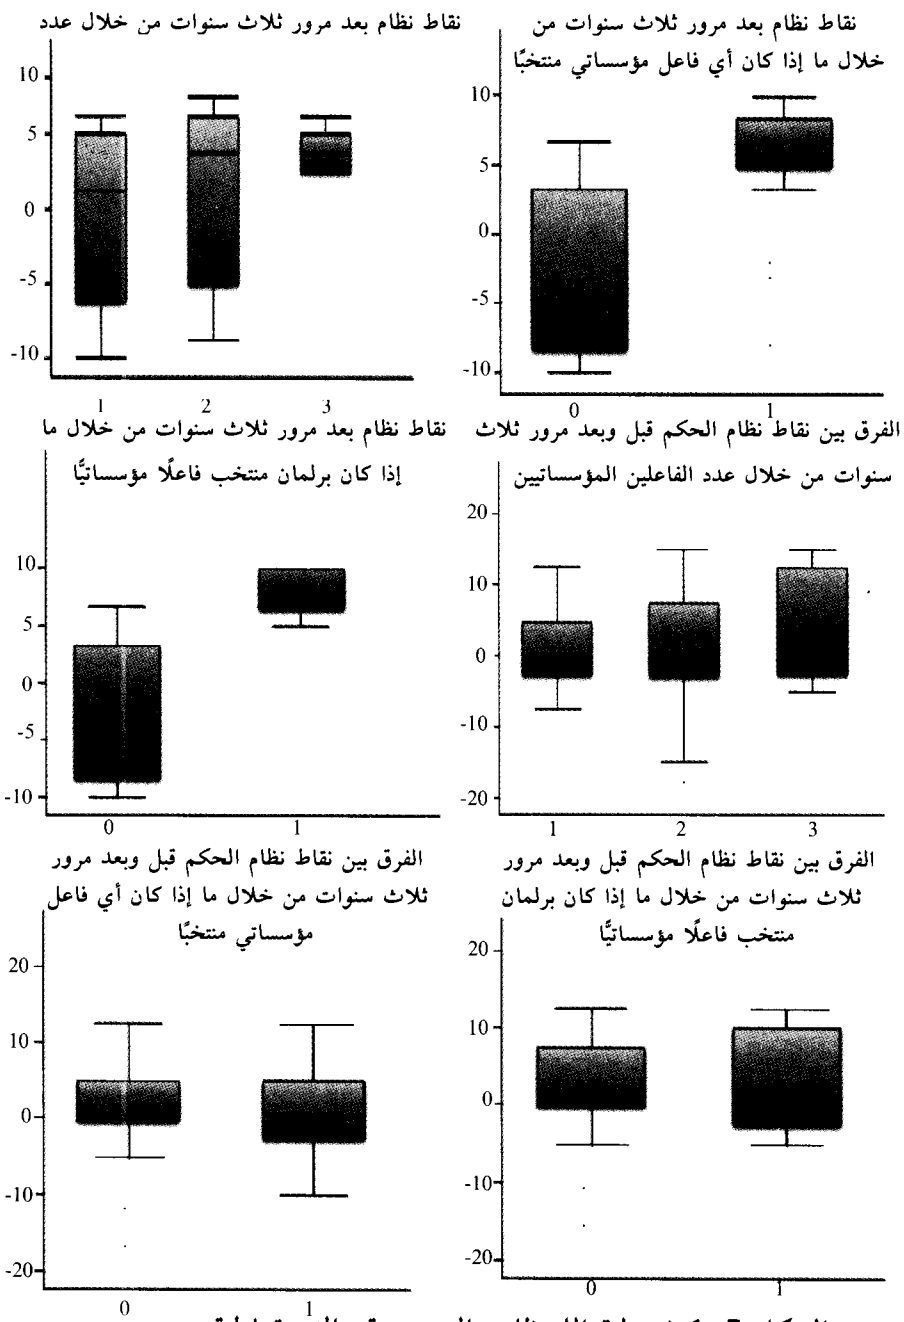 نقاط نظام بعد مرور ثلاث سنوات من
خلال ما إذا كان أي فاعل مؤسساتي منتخبًا
10
5
0
-5
-10
0 1
نقاط نظام بعد مرور ثلاث سنوات من خلال عدد
10
5
0
-5
-10
1 2 3
الفرق بين نقاط نظام الحكم قبل وبعد مرور ثلاث
سنوات من خلال عدد الفاعلين المؤسساتيين
20
10
0
-10
-20
1 2 3
نقاط نظام بعد مرور ثلاث سنوات من خلال ما
إذا كان برلمان منتخب فاعلًا مؤسساتيًّا
10
5
0
-5
-10
0 1
الفرق بين نقاط نظام الحكم قبل وبعد مرور
ثلاث سنوات من خلال ما إذا كان برلمان
منتخب فاعلًا مؤسساتيًّا
20
10
0
-10
-20
0 1
الفرق بين نقاط نظام الحكم قبل وبعد مرور
ثلاث سنوات من خلال ما إذا كان أي فاعل
مؤسساتي منتخبًا
20
10
0
-10
-20
0 1